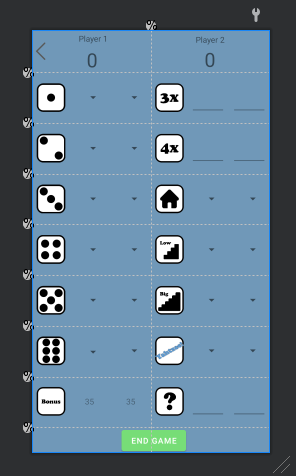 Player 1 Player 2
0 0
3x
4x
Low
Big
Bonus 35 35 ?
END GAME